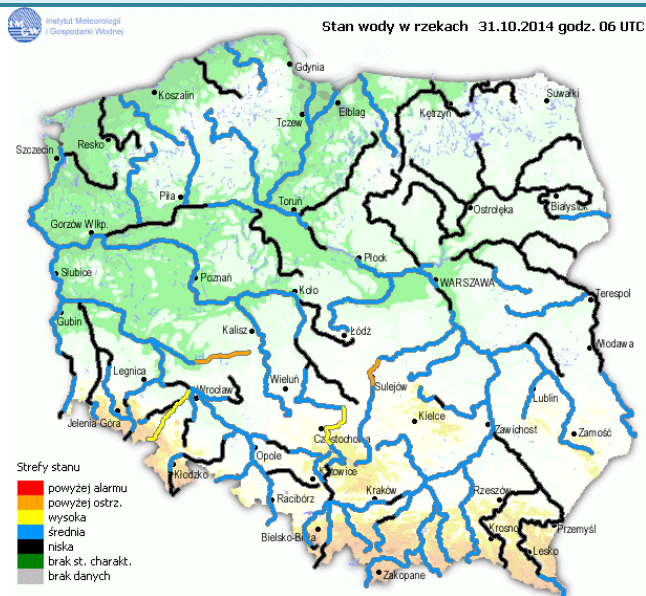 Instytut Meteorologii
i Gospodarki Wodnej
Stan wody w rzekach 31.10.2014 godz. 06 UTC
Gdynia
Koszalin
Suwałki
Tczew
Elbląg
Kętrzyn
Szczecin
Resko
Piła
Toruń
Ostrołęka
Białystok
Gorzów Wlkp.
Płock
Słubice
Poznań
WARSZAWA
Koło
Terespol
Gubin
Kalisz
Łódź
Włodawa
Legnica
Wrocław
Wieluń
Sulejów
Lublin
Jelenia Góra
Kielce
Zawichost
Zamość
Częstochowa
Opole
Strefy stanu
Kłodzko
Katowice
powyżej alarmu
Racibórz
Kraków
Rzeszów
powyżej ostrz.
wysoka
Krosno
Przemyśl
średnia
Bielsko-Biała
niska
Lesko
brak st. charakt.
Zakopane
brak danych